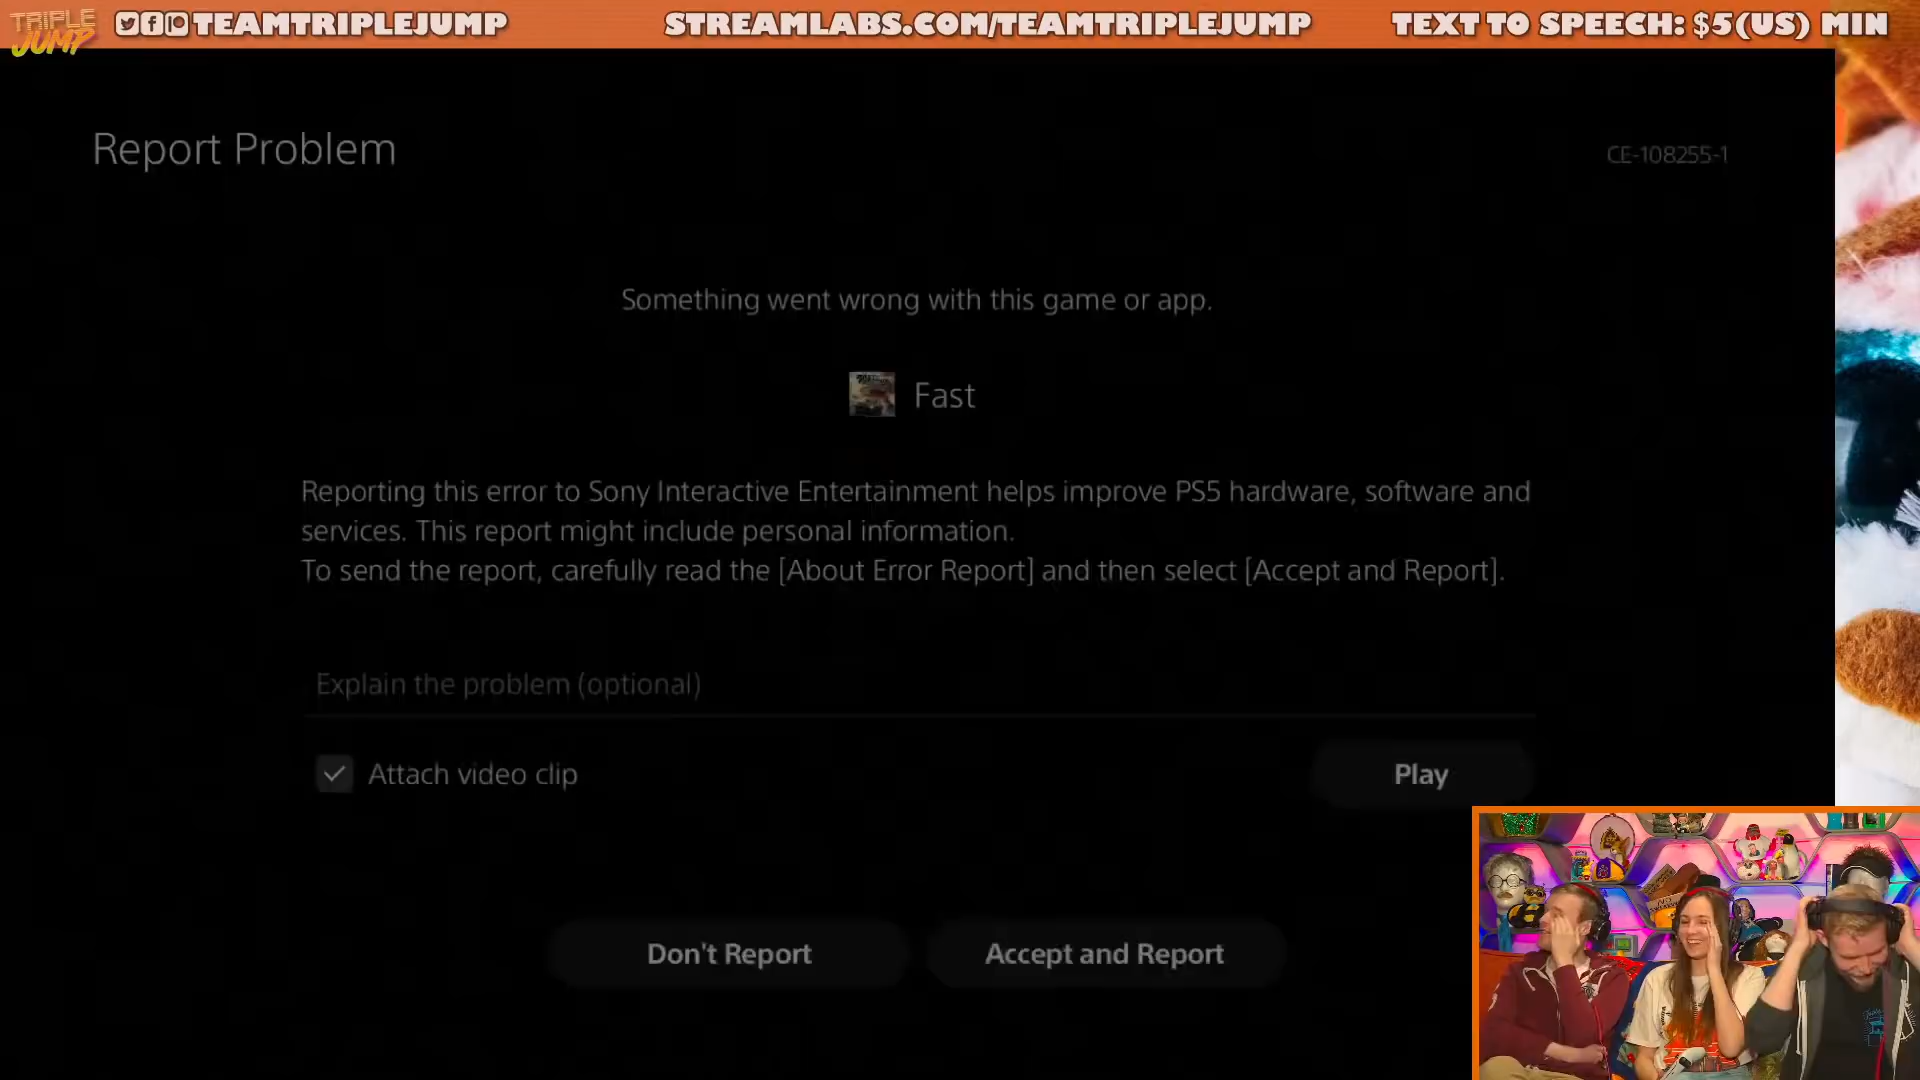 TRIPLE JUMP
TEAMTRIPLEJUMP
STREAMLABS.COM/TEAMTRIPLEJUMP
TEXT TO SPEECH: $5(US) MIN
Report Problem
CE-108255-1
Something went wrong with this game or app.
Fast
Reporting this error to Sony Interactive Entertainment helps improve PS5 hardware, software and
services. This report might include personal information.
To send the report, carefully read the [About Error Report] and then select [Accept and Report].
Explain the problem (optional)
Attach video clip
Play
Don't Report
Accept and Report